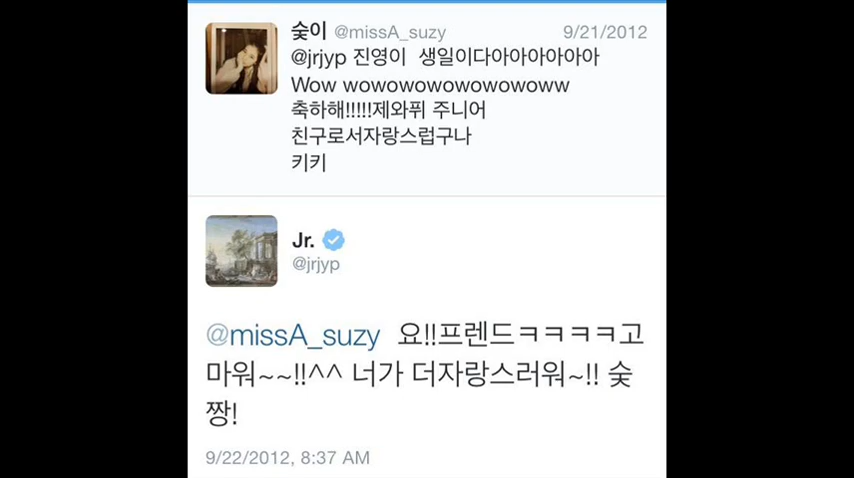 숮이 @missA_suzy 9/21/2012
@jrjyp 진영이 생일이다아아아아아아
Wow wowowowowowowoww
축하해!!!!!제와퓌 주니어
친구로서자랑스럽구나
키키
Jr.
@jrjyp
@missA_suzy 요!!프렌드ㅋㅋㅋㅋ고
마워~~!!^^ 너가 더자랑스러워~!! 숮
짱!
9/22/2012, 8:37 AM